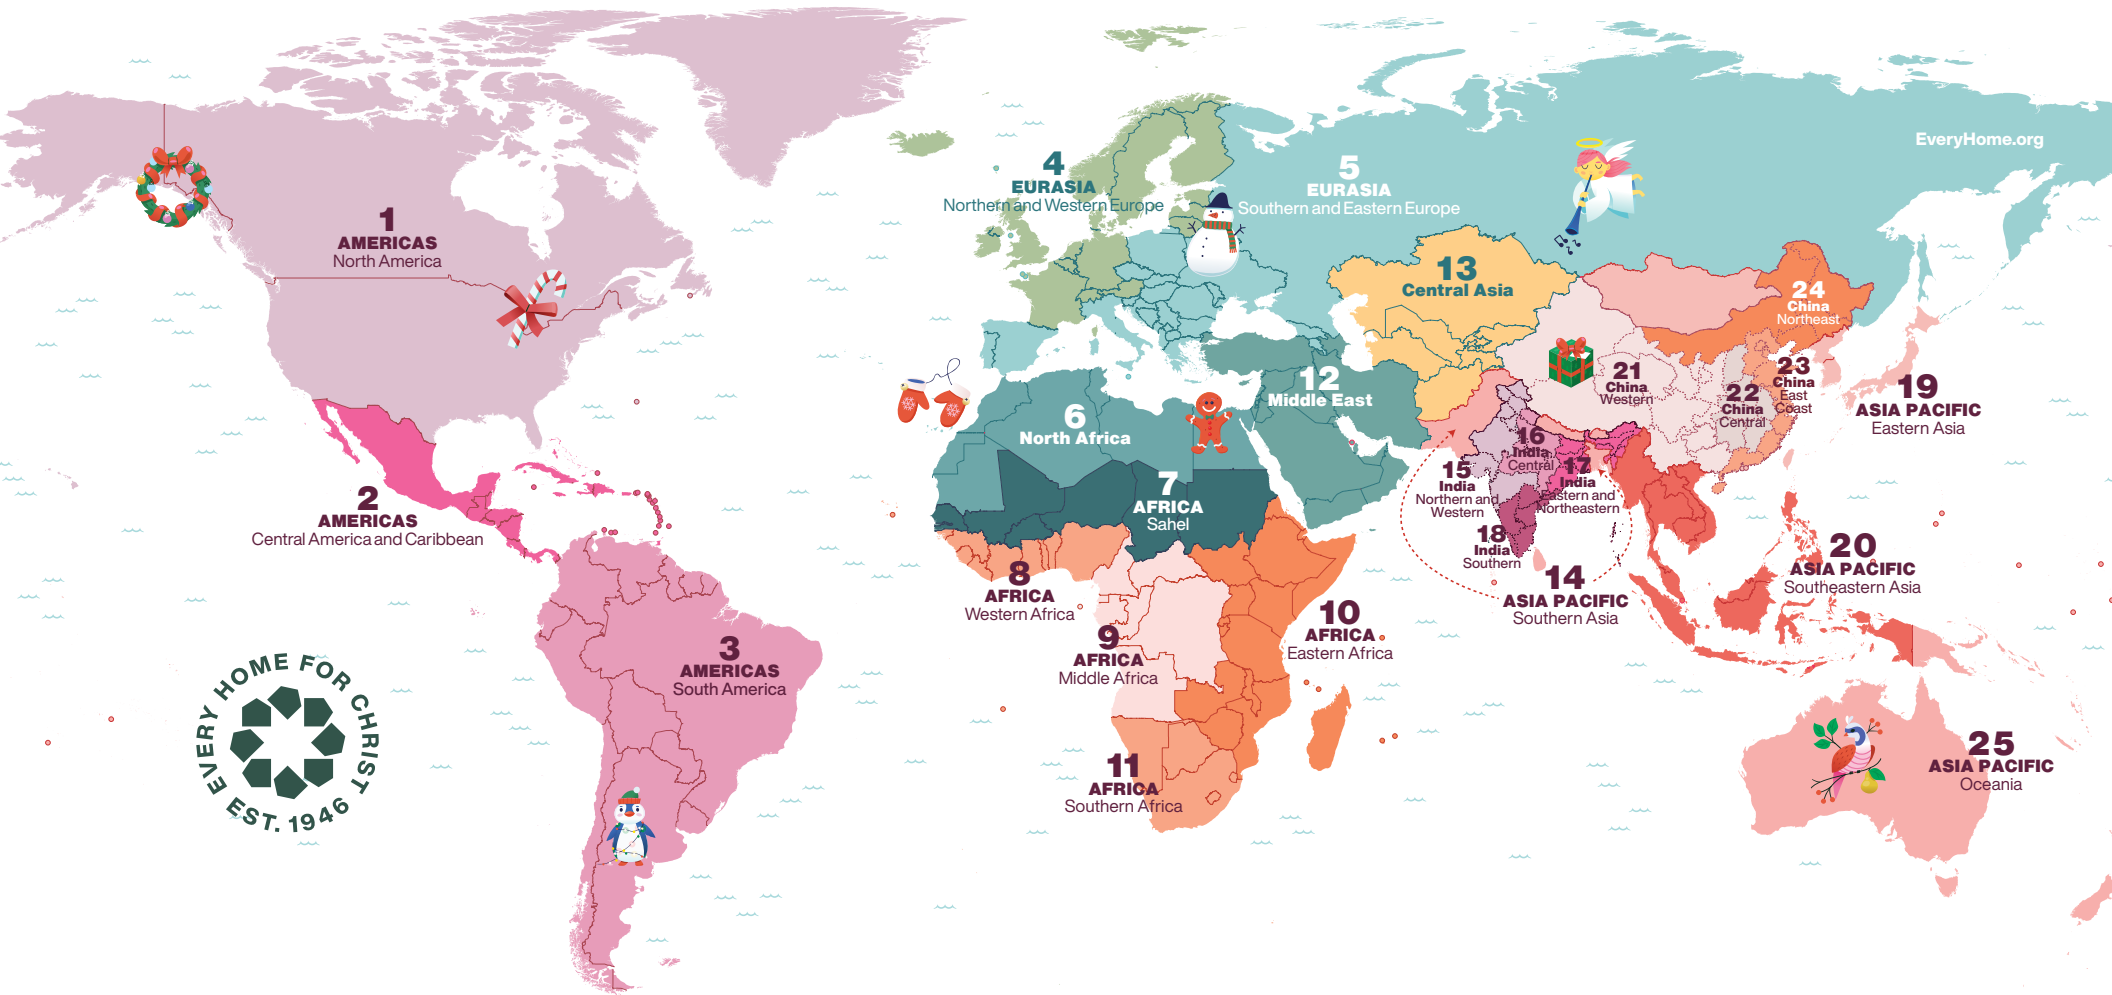 EveryHome.org
1
AMERICAS
North America
2
AMERICAS
Central America and Caribbean
3
AMERICAS
South America
4
EURASIA
Northern and Western Europe
5
EURASIA
Southern and Eastern Europe
6
North Africa
7
AFRICA
Sahel
8
AFRICA
Western Africa
9
AFRICA
Middle Africa
10
AFRICA
Eastern Africa
11
AFRICA
Southern Africa
12
Middle East
13
Central Asia
14
ASIA PACIFIC
Southern Asia
15
India
Northern and
Western
16
India
Central
17
India
Eastern and
Northeastern
18
India
Southern
19
ASIA PACIFIC
Eastern Asia
20
ASIA PACIFIC
Southeastern Asia
21
China
Western
22
China
Central
23
China
East
Coast
24
China
Northeast
25
ASIA PACIFIC
Oceania
EVERY HOME FOR CHRIST
EST. 1946